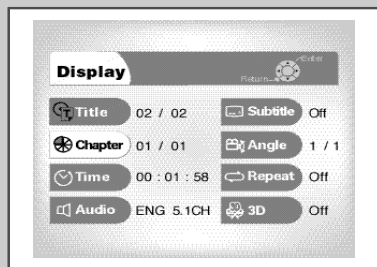 Enter
Display
Return
Title 02 / 02
Subtitle Off
Chapter 01 / 01
Angle 1 / 1
Time 00 : 01 : 58
Repeat Off
Audio ENG 5.1CH
3D Off